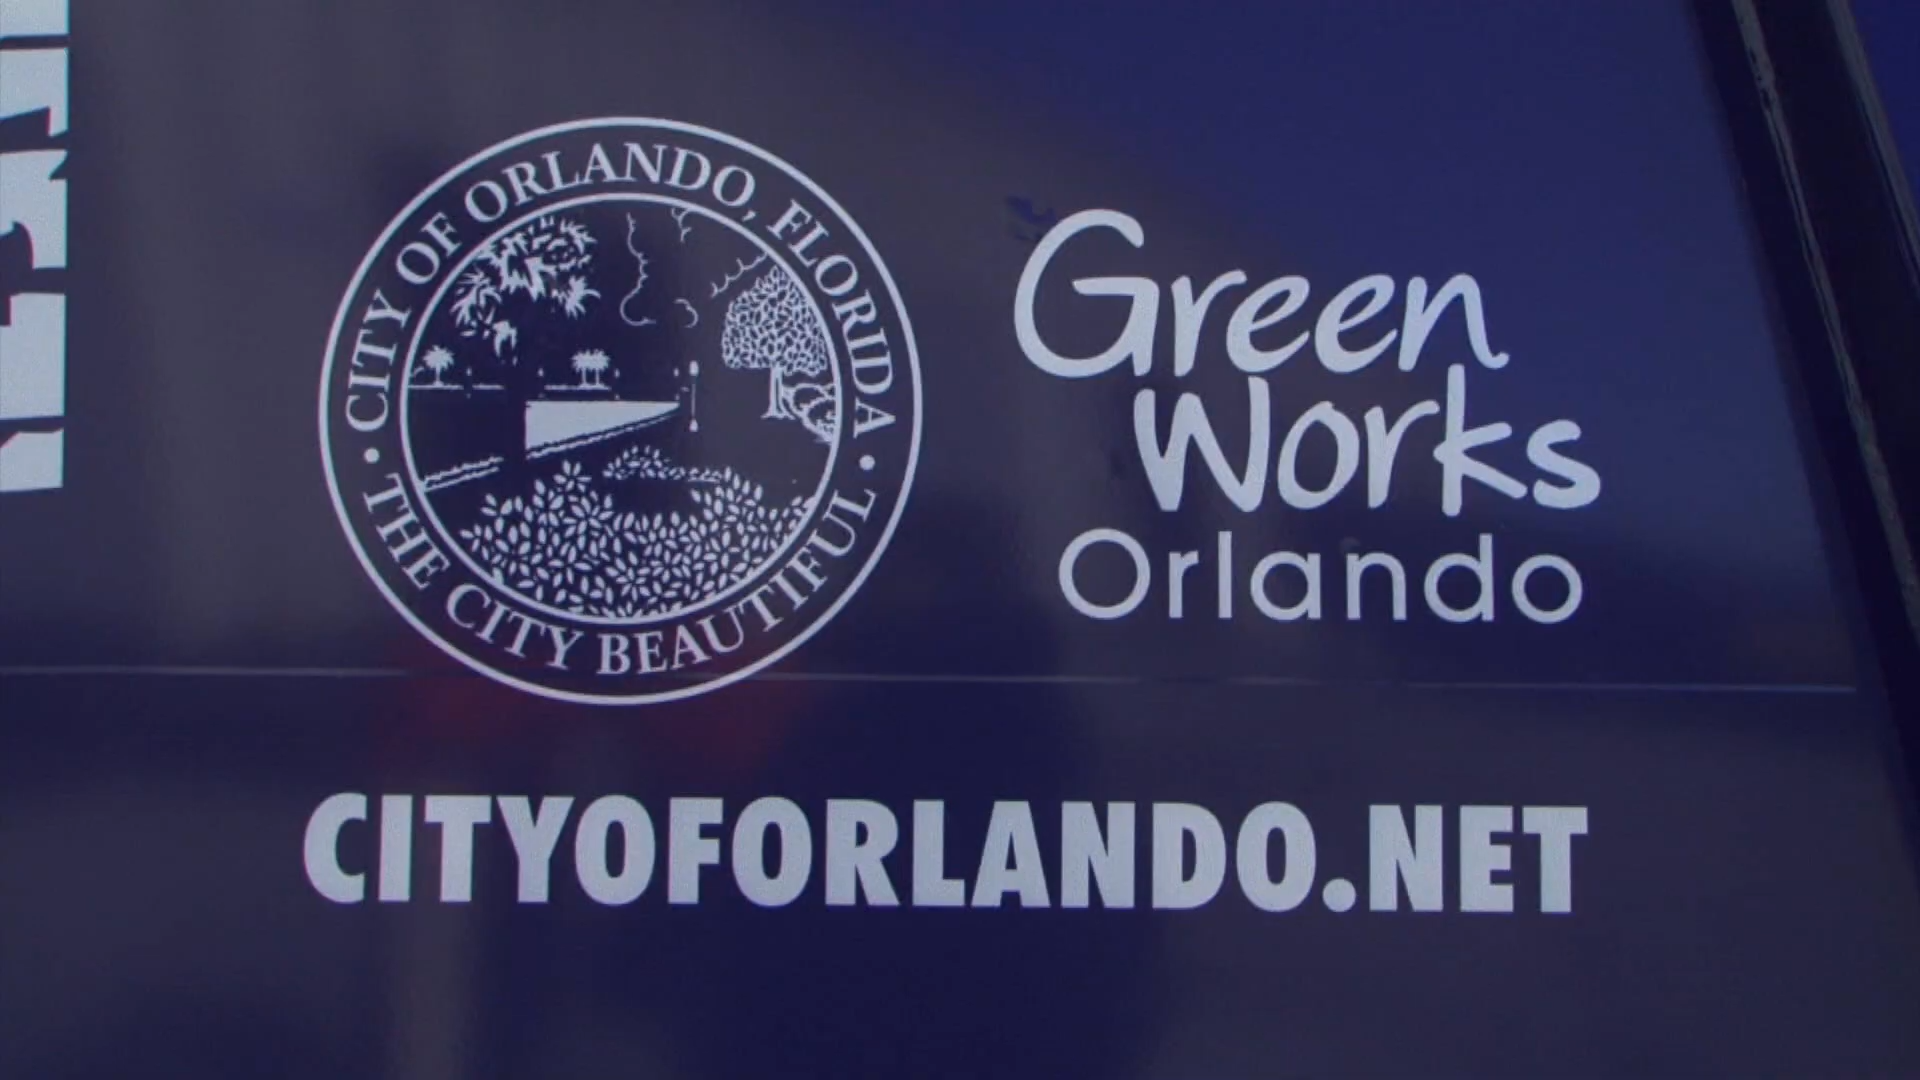 CITY OF ORLANDO, FLORIDA
· THE CITY BEAUTIFUL ·
Green
Works
Orlando
CITYOFORLANDO.NET